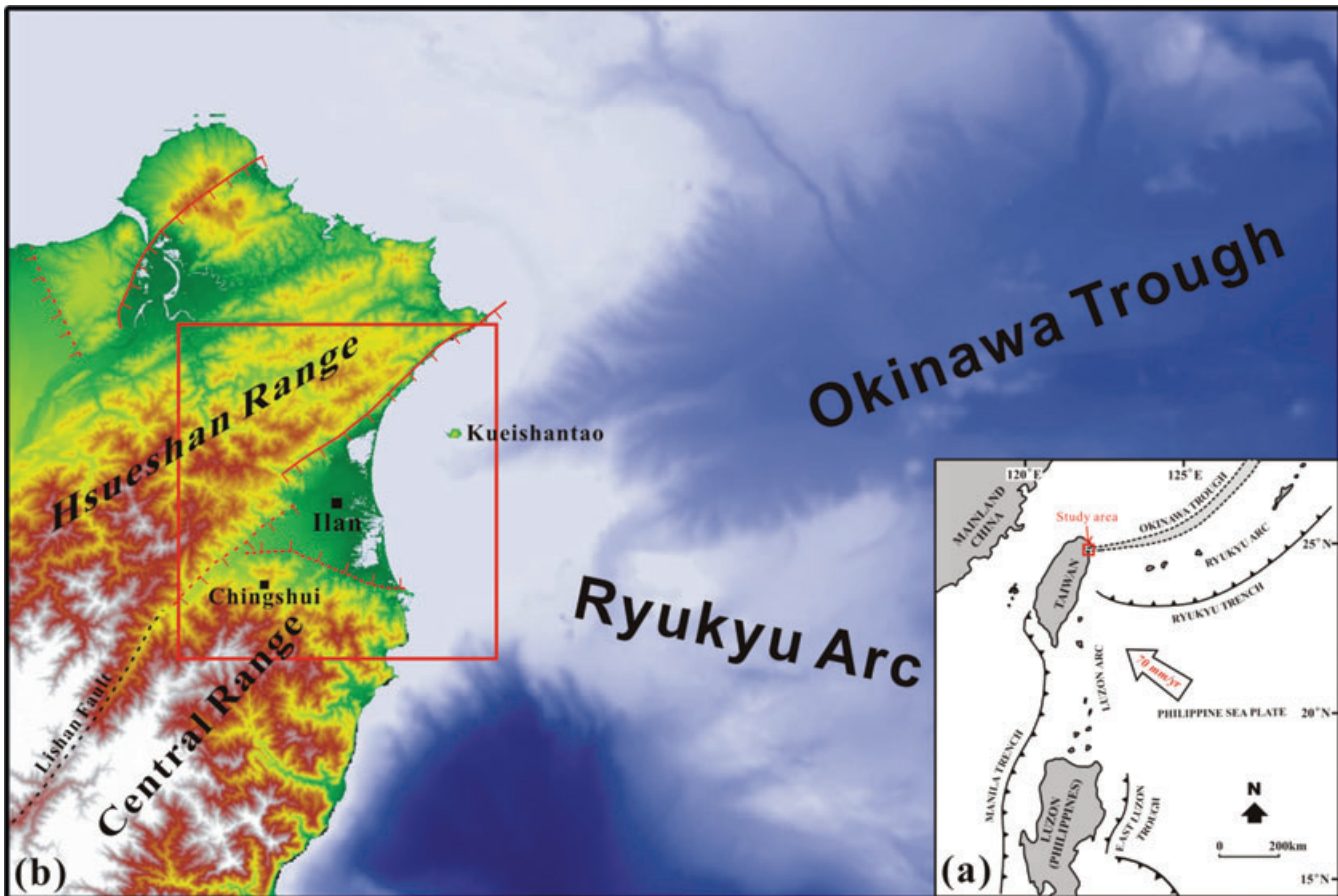 Okinawa Trough
Hsueshan Range
Kueishantao
Ilan
Chingshui
Ryukyu Arc
Central Range
Lishan Fault
(b)
120°E
125°E
MAINLAND
CHINA
Study area
OKINAWA TROUGH
25°N
RYUKYU ARC
TAIWAN
RYUKYU TRENCH
70 mm/yr
LUZON ARC
PHILIPPINE SEA PLATE
20°N
MANILA TRENCH
LUZON
(PHILIPPINES)
EAST LUZON
TROUGH
N
0 200km
(a)
15°N